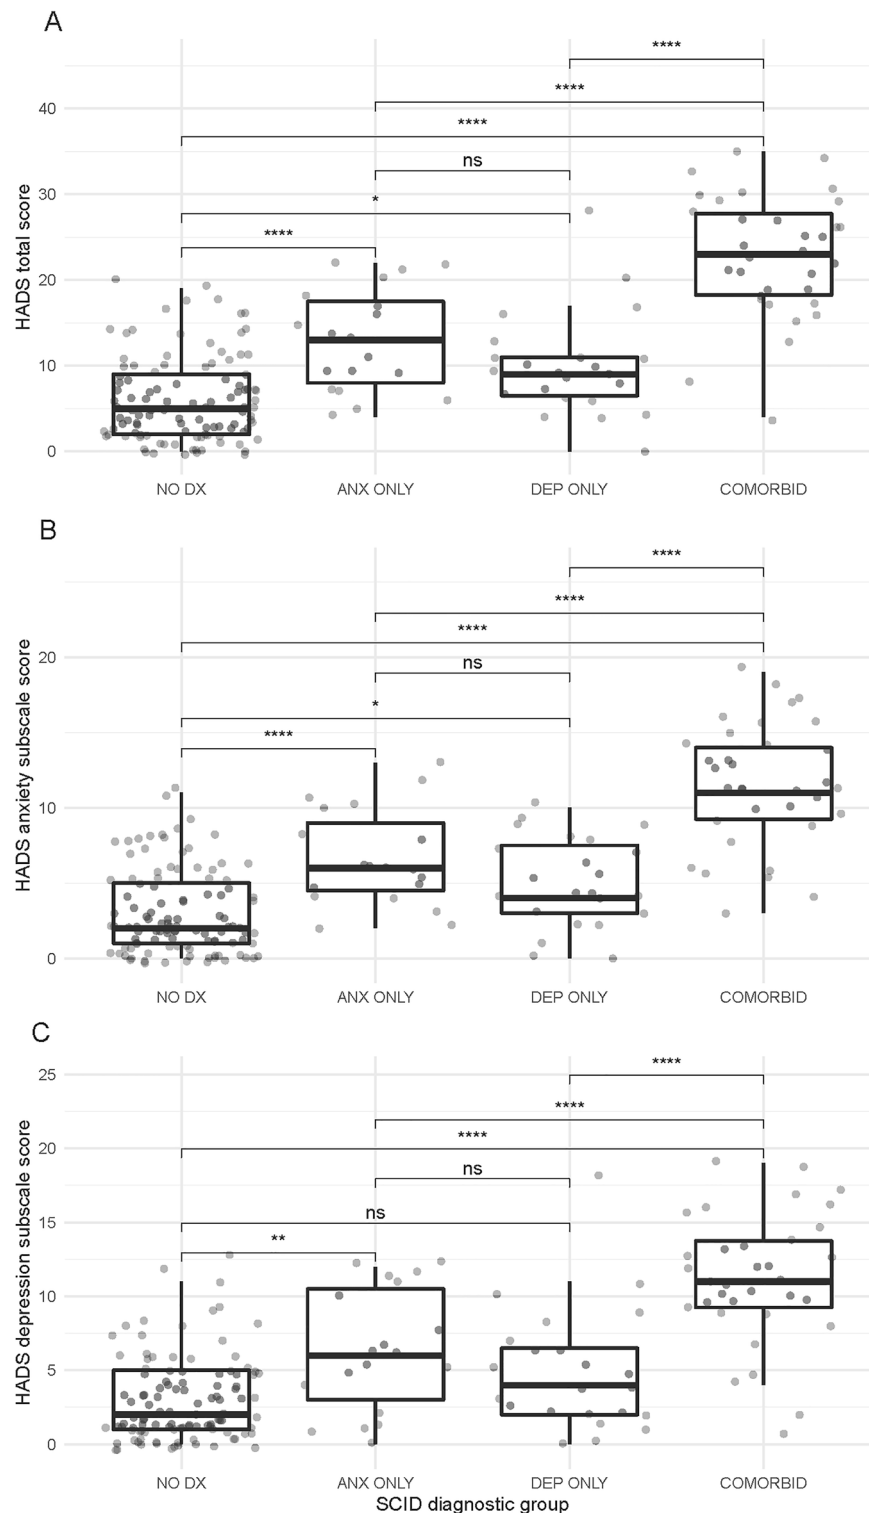 A
****
****
40
****
ns
30
*
****
20
10
0
HADS total score
NO DX
ANX ONLY
DEP ONLY
COMORBID
B
****
****
****
20
ns
*
****
10
0
HADS anxiety subscale score
NO DX
ANX ONLY
DEP ONLY
COMORBID
C
****
25
****
****
20
ns
ns
15
**
10
5
0
HADS depression subscale score
NO DX
ANX ONLY
DEP ONLY
COMORBID
SCID diagnostic group